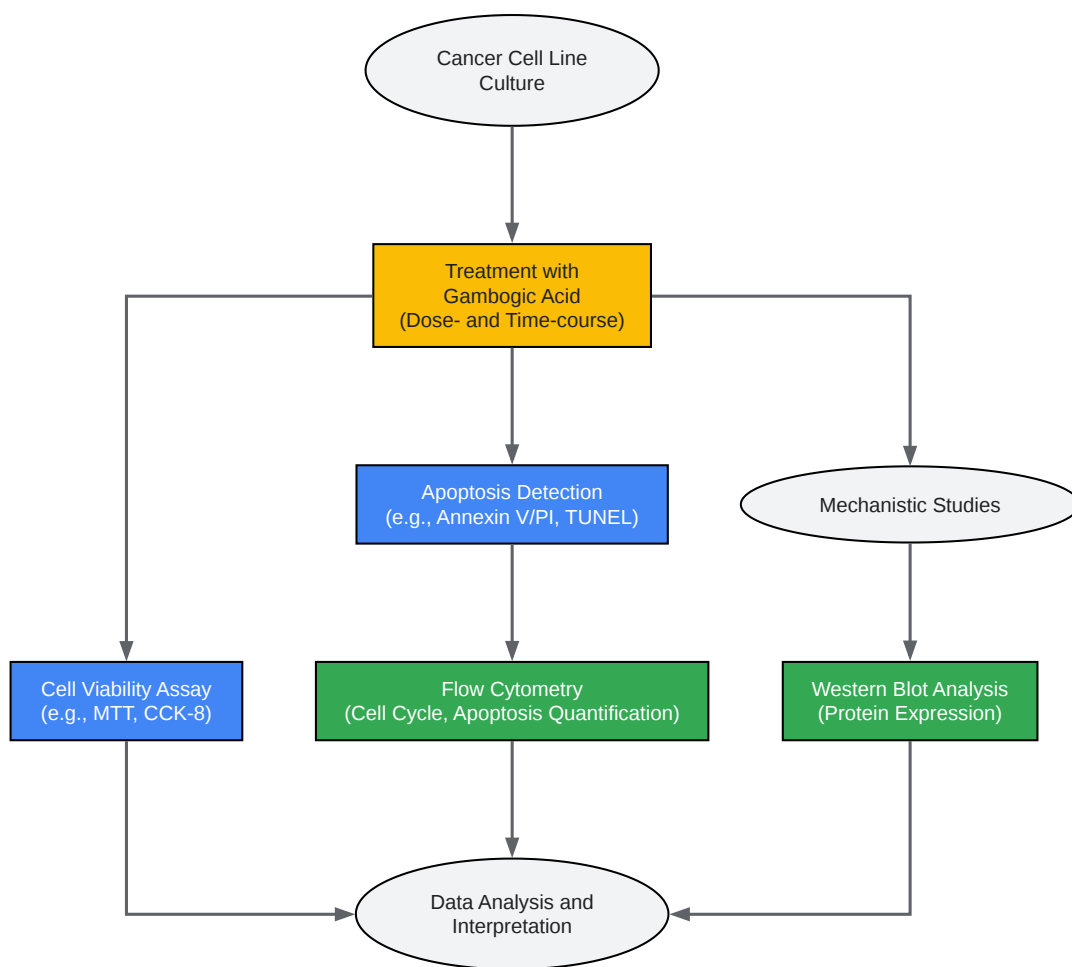 Cancer Cell Line
Culture
Treatment with
Gambogic Acid
(Dose- and Time-course)
Apoptosis Detection
(e.g., Annexin V/PI, TUNEL)
Mechanistic Studies
Cell Viability Assay
(e.g., MTT, CCK-8)
Flow Cytometry
(Cell Cycle, Apoptosis Quantification)
Western Blot Analysis
(Protein Expression)
Data Analysis and
Interpretation